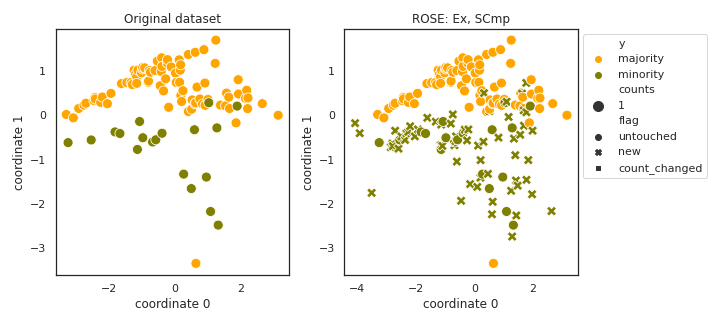 Original dataset
ROSE: Ex, SCmp
1
0
−1
−2
−3
coordinate 1
−2
0
2
coordinate 0
1
0
−1
−2
−3
coordinate 1
−4
−2
0
2
coordinate 0
y
majority
minority
counts
1
flag
untouched
new
count_changed